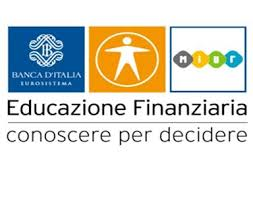 BANCA D'ITALIA
EUROSISTEMA
MIUR
Educazione Finanziaria
conoscere per decidere